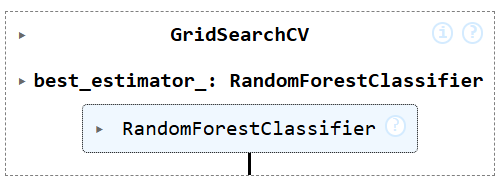 ▸ GridSearchCV i ?
▸ best_estimator_: RandomForestClassifier
▸ RandomForestClassifier ?